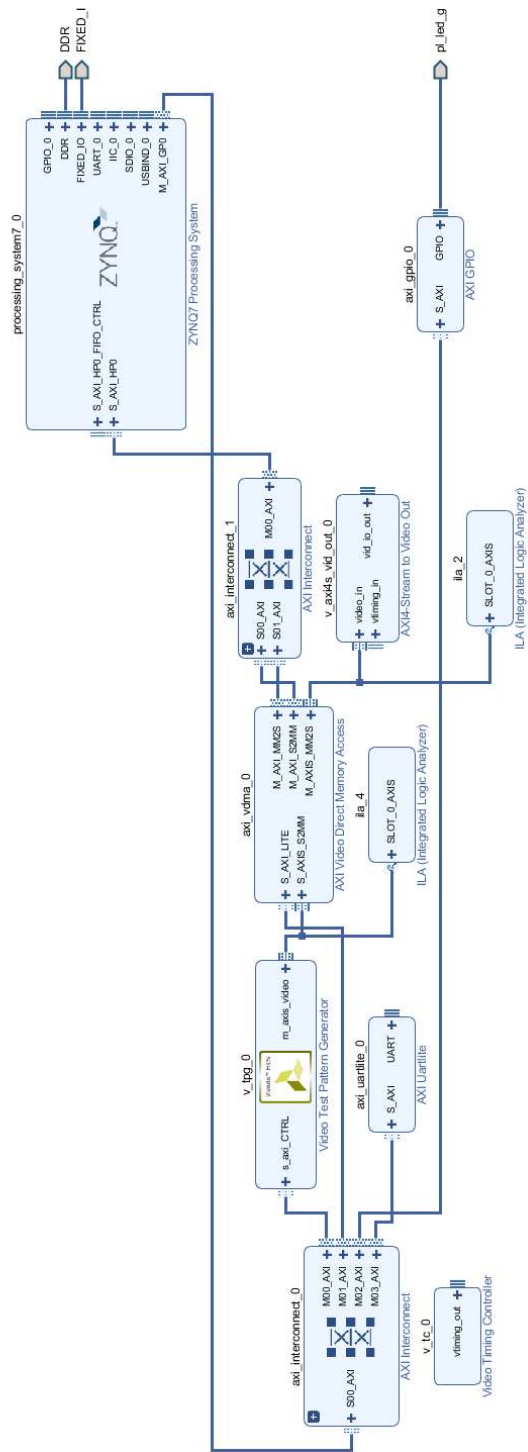 axi_interconnect_0
S00_AXI
M00_AXI
M01_AXI
M02_AXI
M03_AXI
AXI Interconnect
v_tc_0
vtiming_out
Video Timing Controller
v_tpg_0
s_axi_CTRL
m_axis_video
Video Test Pattern Generator
axi_uartlite_0
S_AXI
UART
AXI Uartlite
axi_vdma_0
S_AXI_LITE
S_AXIS_S2MM
M_AXI_MM2S
M_AXI_S2MM
M_AXIS_MM2S
AXI Video Direct Memory Access
ila_4
SLOT_0_AXIS
ILA (Integrated Logic Analyzer)
axi_interconnect_1
S00_AXI
S01_AXI
M00_AXI
AXI Interconnect
v_axi4s_vid_out_0
video_in
vtiming_in
vid_io_out
AXI4-Stream to Video Out
ila_2
SLOT_0_AXIS
ILA (Integrated Logic Analyzer)
processing_system7_0
S_AXI_HP0_FIFO_CTRL
S_AXI_HP0
ZYNQ
GPIO_0
DDR
FIXED_IO
UART_0
IIC_0
SDIO_0
USBIND_0
M_AXI_GP0
ZYNQ7 Processing System
axi_gpio_0
S_AXI
GPIO
AXI GPIO
DDR
FIXED_I
pl_led_g